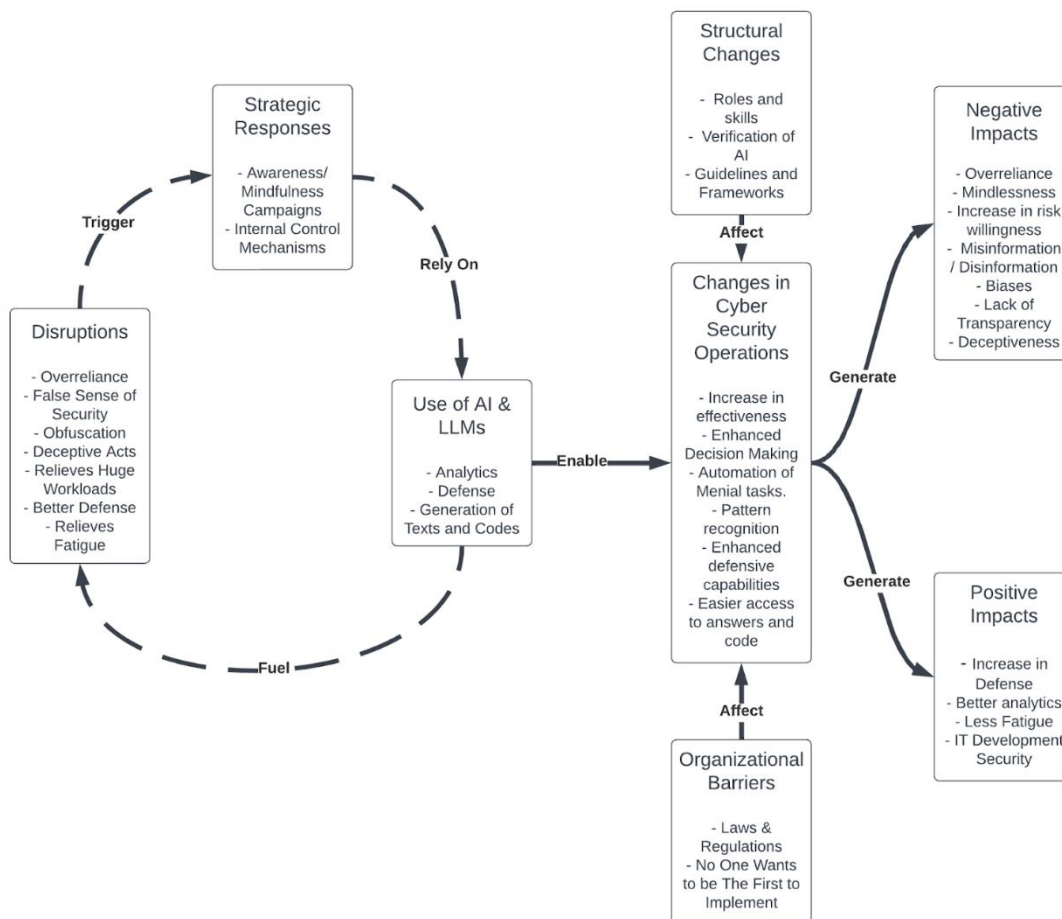 Structural
Changes
- Roles and
skills
- Verification of
AI
- Guidelines and
Frameworks
Strategic
Responses
- Awareness/
Mindfulness
Campaigns
- Internal Control
Mechanisms
Negative
Impacts
- Overreliance
- Mindlessness
- Increase in risk
willingness
- Misinformation
/ Disinformation
- Biases
- Lack of
Transparency
- Deceptiveness
Trigger
Affect
Rely On
Disruptions
- Overreliance
- False Sense of
Security
- Obfuscation
- Deceptive Acts
- Relieves Huge
Workloads
- Better Defense
- Relieves
Fatigue
Changes in
Cyber
Security
Operations
- Increase in
effectiveness
- Enhanced
Decision Making
- Automation of
Menial tasks.
- Pattern
recognition
- Enhanced
defensive
capabilities
- Easier access
to answers and
code
Generate
Use of AI &
LLMs
- Analytics
- Defense
- Generation of
Texts and Codes
Enable
Generate
Positive
Impacts
- Increase in
Defense
- Better analytics
- Less Fatigue
- IT Development
Security
Fuel
Affect
Organizational
Barriers
- Laws &
Regulations
- No One Wants
to be The First to
Implement